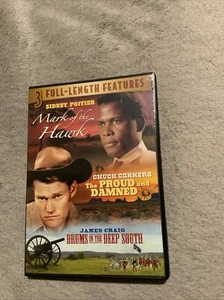 3 FULL-LENGTH FEATURES
SIDNEY POITIER
Mark of the
Hawk
CHUCK CONNORS
The PROUD and
DAMNED
JAMES CRAIG
DRUMS IN THE DEEP SOUTH